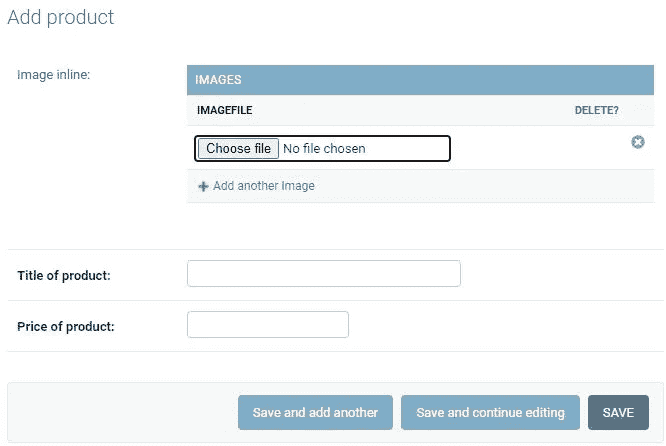 Add product
Image inline:
IMAGES
IMAGEFILE DELETE?
Choose file No file chosen
Add another Image
Title of product:
Price of product:
Save and add another Save and continue editing SAVE